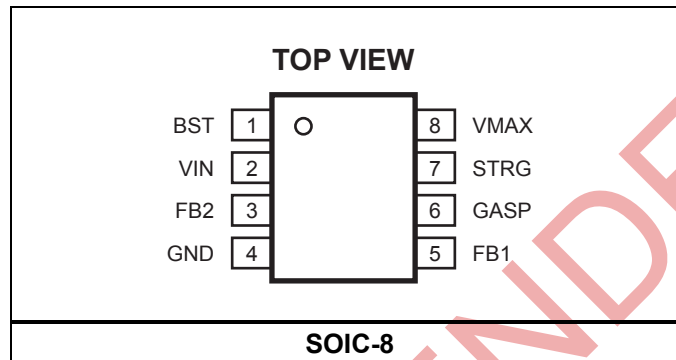 TOP VIEW
BST 1 8 VMAX
VIN 2 7 STRG
FB2 3 6 GASP
GND 4 5 FB1
SOIC-8